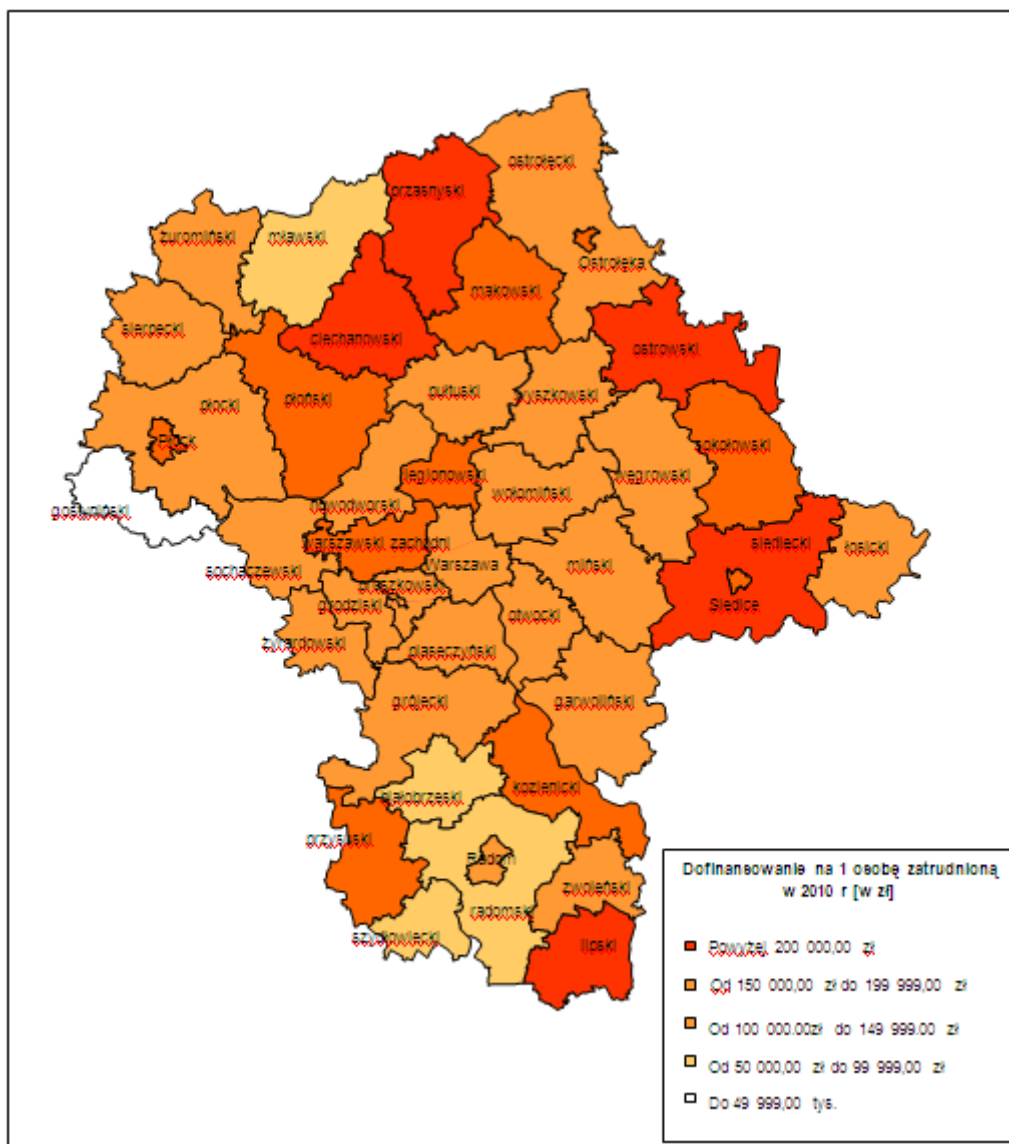 ostrołęcki
przasnyski
żuromiński
mławski
Ostrołęka
makowski
sierpecki
ciechanowski
ostrowski
płocki
płoński
pułtuski
wyszkowski
Płock
sokołowski
legionowski
wołomiński
węgrowski
nowodworski
gostyniński
warszawski zachodni
siedlecki
łosicki
sochaczewski
Warszawa
miński
pruszkowski
grodziski
Siedlce
otwocki
żyrardowski
piaseczyński
grójecki
garwoliński
białobrzeski
kozienicki
przysuski
Radom
zwoleński
radomski
szydłowiecki
lipski
Dofinansowanie na 1 osobę zatrudnioną
w 2010 r [w zł]
Powyżej 200 000,00 zł
Od 150 000,00 zł do 199 999,00 zł
Od 100 000.00zł do 149 999.00 zł
Od 50 000,00 zł do 99 999,00 zł
Do 49 999,00 tys.